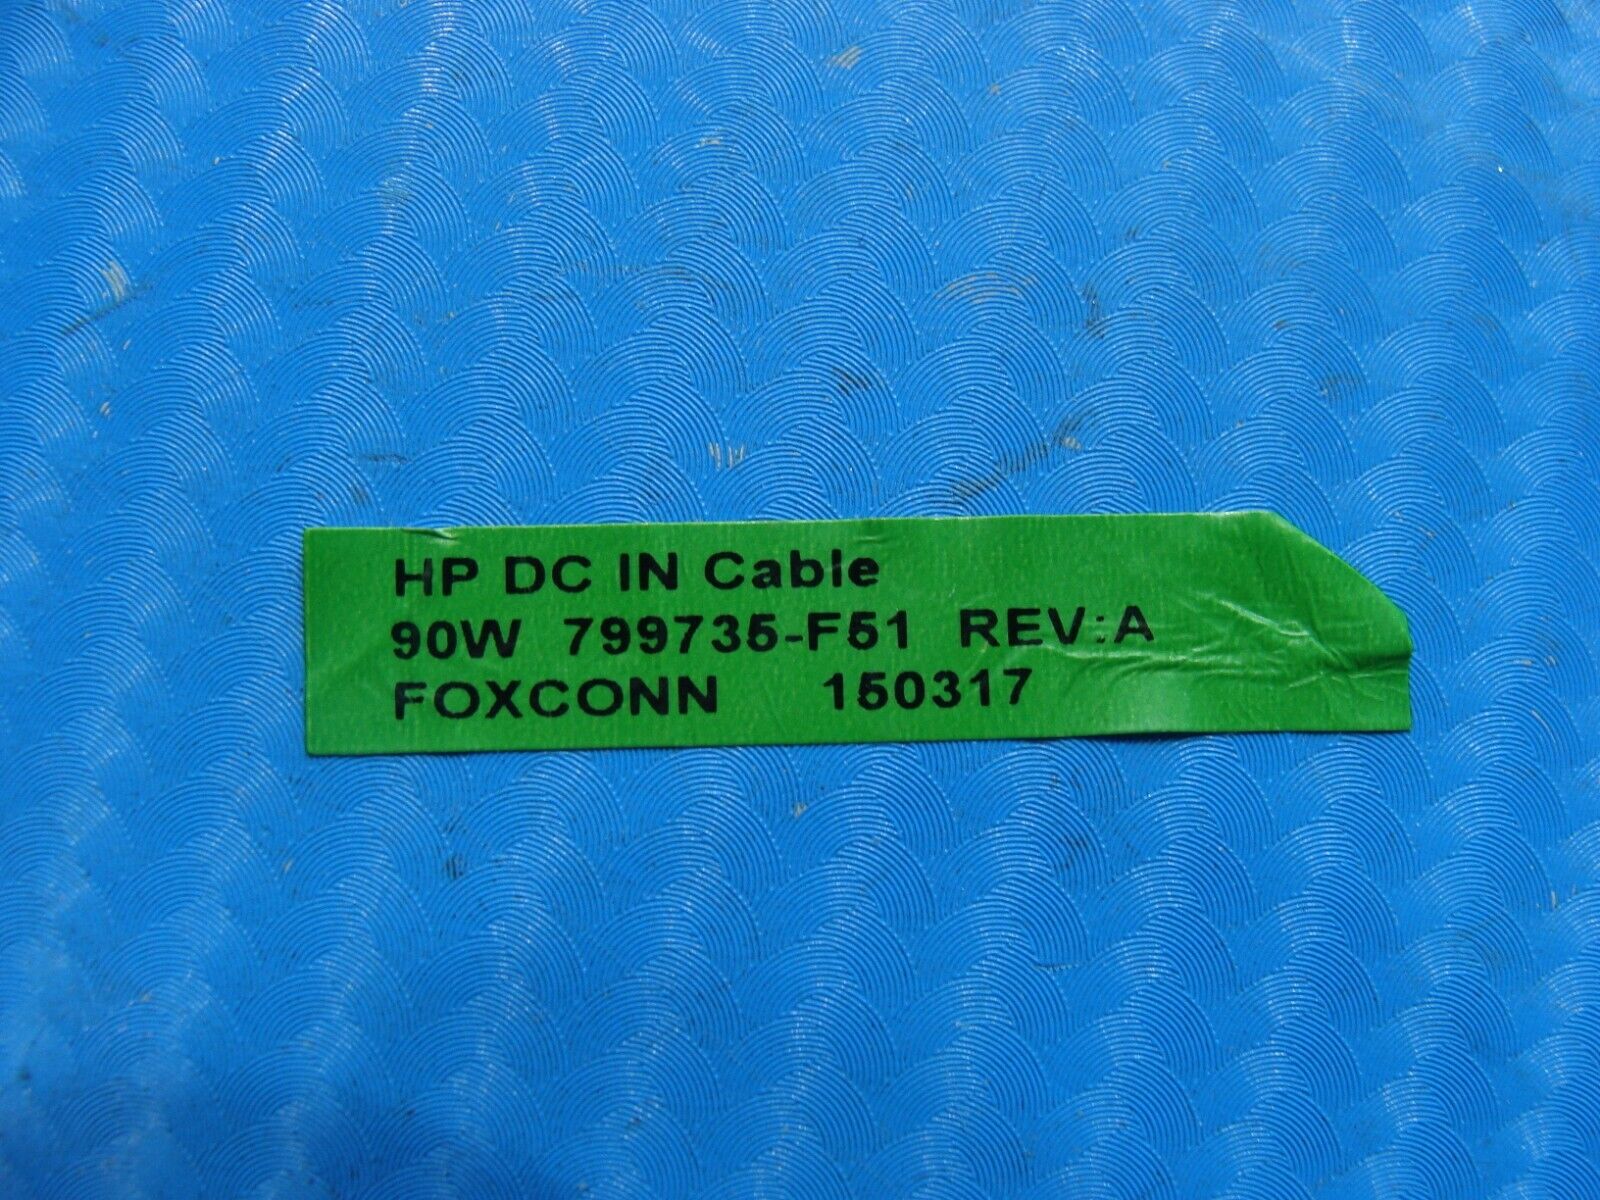 HP DC IN Cable
90W 799735-F51 REV:A
FOXCONN 150317